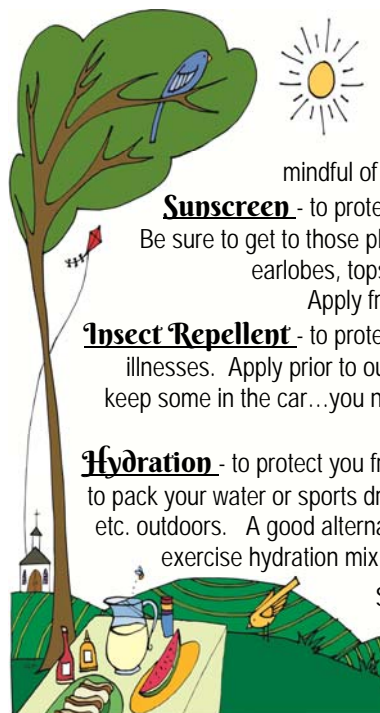 mindful of
Sunscreen - to prote
Be sure to get to those pl
earlobes, tops
Apply fr
Insect Repellent - to prote
illnesses. Apply prior to ou
keep some in the car…you n
Hydration - to protect you fr
to pack your water or sports dr
etc. outdoors. A good alterna
exercise hydration mix
S